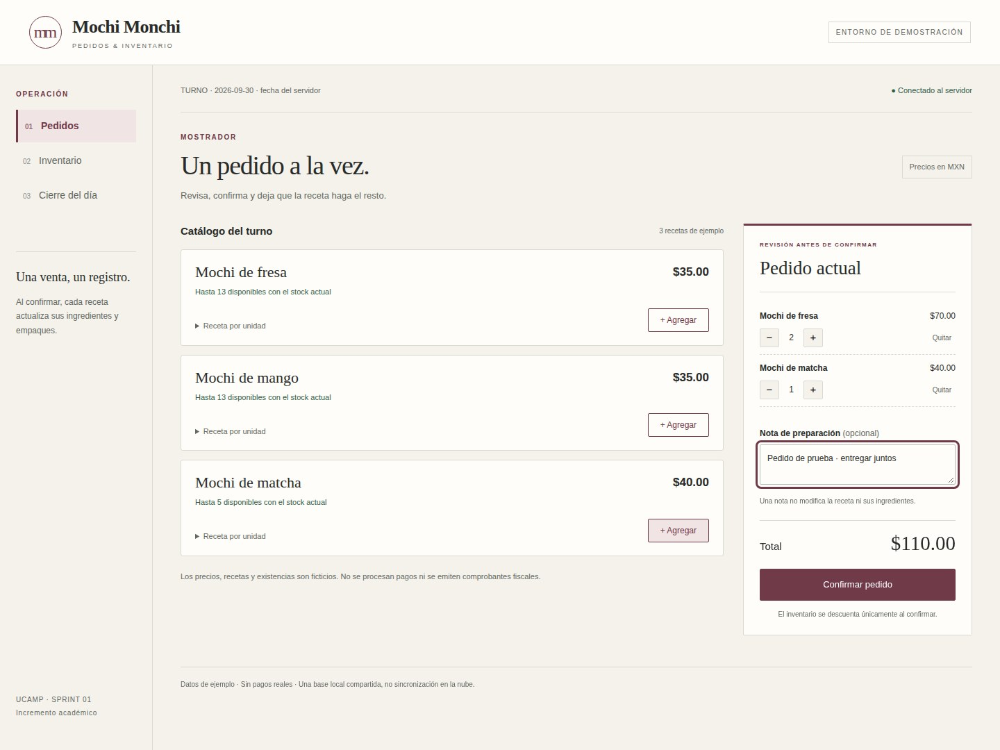 mm
Mochi Monchi
PEDIDOS & INVENTARIO
ENTORNO DE DEMOSTRACIÓN
OPERACIÓN
01 Pedidos
02 Inventario
03 Cierre del día
Una venta, un registro.
Al confirmar, cada receta
actualiza sus ingredientes y
empaques.
UCAMP · SPRINT 01
Incremento académico
TURNO · 2026-09-30 · fecha del servidor
● Conectado al servidor
MOSTRADOR
Un pedido a la vez.
Revisa, confirma y deja que la receta haga el resto.
Precios en MXN
Catálogo del turno
3 recetas de ejemplo
Mochi de fresa
$35.00
Hasta 13 disponibles con el stock actual
▶ Receta por unidad
+ Agregar
Mochi de mango
$35.00
Hasta 13 disponibles con el stock actual
▶ Receta por unidad
+ Agregar
Mochi de matcha
$40.00
Hasta 5 disponibles con el stock actual
▶ Receta por unidad
+ Agregar
Los precios, recetas y existencias son ficticios. No se procesan pagos ni se emiten comprobantes fiscales.
REVISIÓN ANTES DE CONFIRMAR
Pedido actual
Mochi de fresa $70.00
− 2 + Quitar
Mochi de matcha $40.00
− 1 + Quitar
Nota de preparación (opcional)
Pedido de prueba · entregar juntos
Una nota no modifica la receta ni sus ingredientes.
Total $110.00
Confirmar pedido
El inventario se descuenta únicamente al confirmar.
Datos de ejemplo · Sin pagos reales · Una base local compartida, no sincronización en la nube.